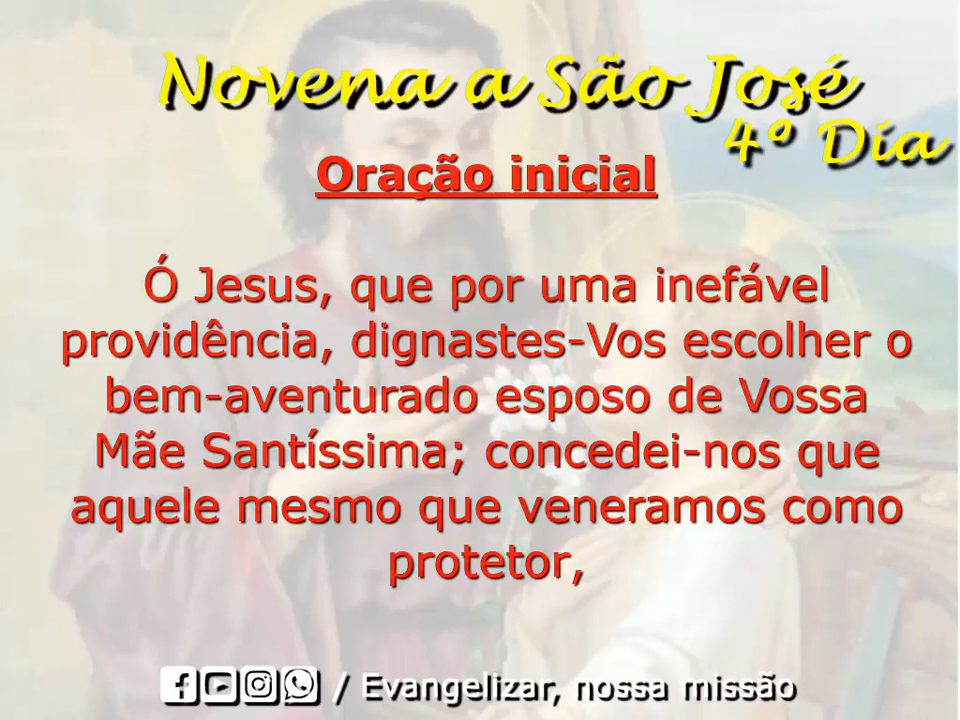 Novena a São José
4º Dia
Oração inicial
Ó Jesus, que por uma inefável
providência, dignastes-Vos escolher o
bem-aventurado esposo de Vossa
Mãe Santíssima; concedei-nos que
aquele mesmo que veneramos como
protetor,
/ Evangelizar, nossa missão